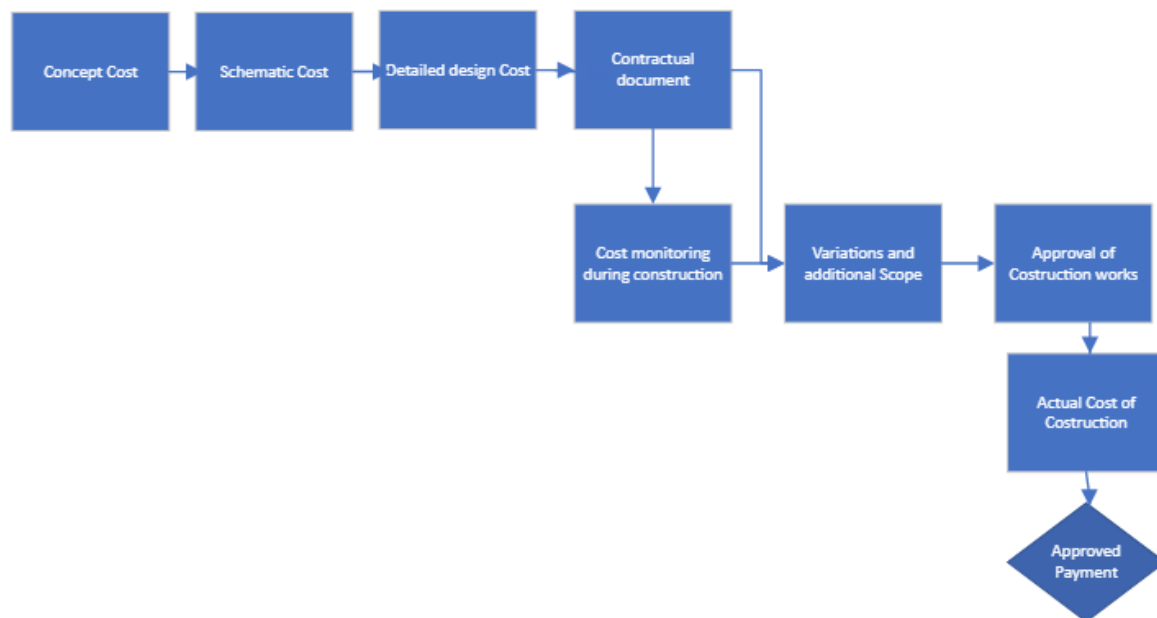 Concept Cost
Schematic Cost
Detailed design Cost
Contractual
document
Cost monitoring
during construction
Variations and
additional Scope
Approval of
Costruction works
Actual Cost of
Costruction
Approved
Payment